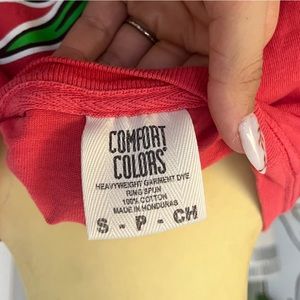 COMFORT
COLORS®
HEAVYWEIGHT GARMENT DYE
RING SPUN
100% COTTON
MADE IN HONDURAS
S - P - CH